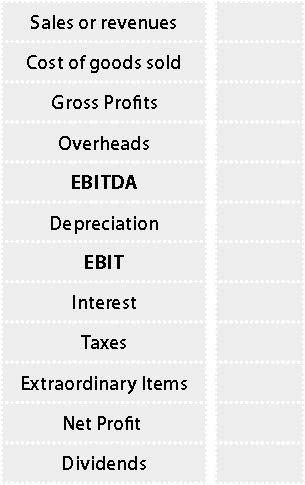 Sales or revenues
Cost of goods sold
Gross Profits
Overheads
EBITDA
Depreciation
EBIT
Interest
Taxes
Extraordinary Items
Net Profit
Dividends